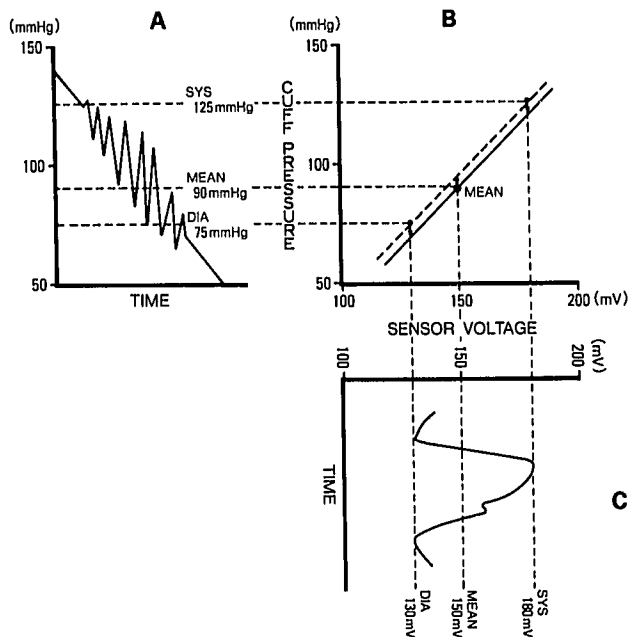 A
(mmHg)
150
100
50
SYS
125mmHg
MEAN
90mmHg
DIA
75mmHg
TIME
B
(mmHg)
150
100
50
CUFF PRESSURE
MEAN
100
150
200 (mV)
SENSOR VOLTAGE
100
150
200
(mV)
TIME
C
DIA
130mV
MEAN
150mV
SYS
180mV